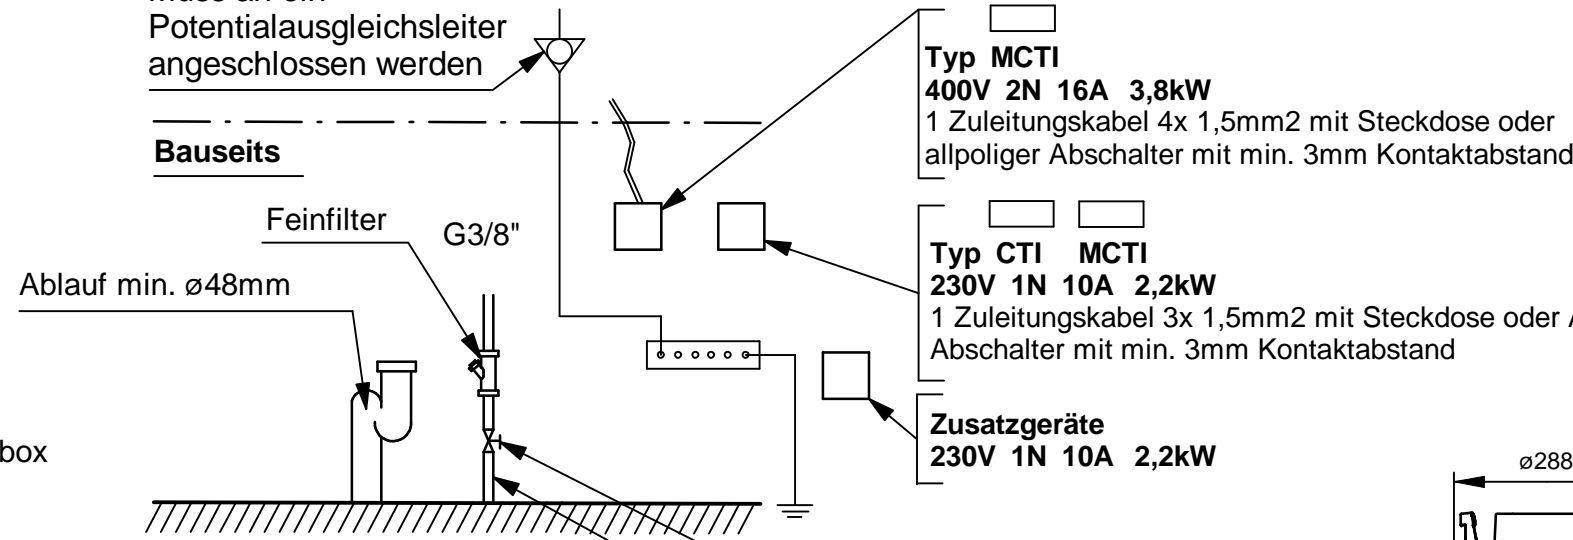 Potentialausgleichsleiter
angeschlossen werden
Bauseits
Feinfilter
G3/8"
Ablauf min. ø48mm
box
Typ MCTI
400V 2N 16A 3,8kW
1 Zuleitungskabel 4x 1,5mm2 mit Steckdose oder
allpoliger Abschalter mit min. 3mm Kontaktabstand
Typ CTI MCTI
230V 1N 10A 2,2kW
1 Zuleitungskabel 3x 1,5mm2 mit Steckdose oder
Abschalter mit min. 3mm Kontaktabstand
Zusatzgeräte
230V 1N 10A 2,2kW
ø288